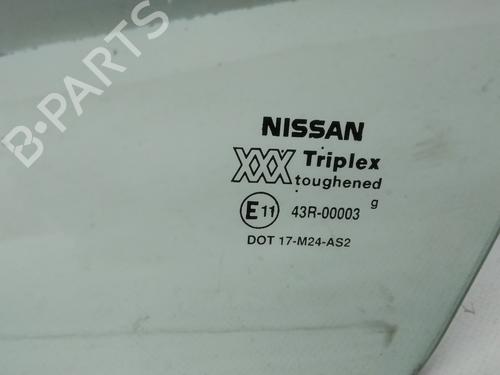 B-PARTS
NISSAN
XXX Triplex
toughened
g
E11 43R-00003
DOT 17-M24-AS2